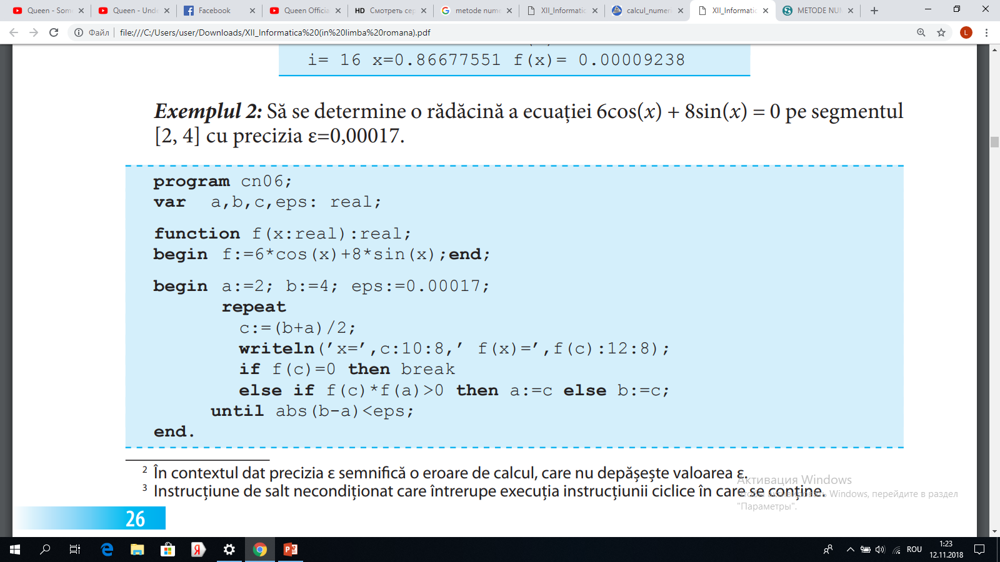 Queen - Som
Queen - Und
Facebook
Queen Officia
HD Смотреть сер
metode nume
XII_Informatic
calcul_numeri
XII_Informatic
METODE NUM
Файл | file:///C:/Users/user/Downloads/XII_Informatica%20(in%20limba%20romana).pdf
L
i= 16 x=0.86677551 f(x)= 0.00009238
Exemplul 2: Să se determine o rădăcină a ecuației 6cos(x) + 8sin(x) = 0 pe segmentul
[2, 4] cu precizia ε=0,00017.
program cn06;
var a,b,c,eps: real;
function f(x:real):real;
begin f:=6*cos(x)+8*sin(x);end;
begin a:=2; b:=4; eps:=0.00017;
repeat
c:=(b+a)/2;
writeln(’x=’,c:10:8,’ f(x)=’,f(c):12:8);
if f(c)=0 then break
else if f(c)*f(a)>0 then a:=c else b:=c;
until abs(b-a)<eps;
end.
2 În contextul dat precizia ε semnifică o eroare de calcul, care nu depășește valoarea ε.
3 Instrucțiune de salt necondiționat care întrerupe execuția instrucțiunii ciclice în care se conține.
Активация Windows
Чтобы активировать Windows, перейдите в раздел
"Параметры".
26
ROU
1:23
12.11.2018